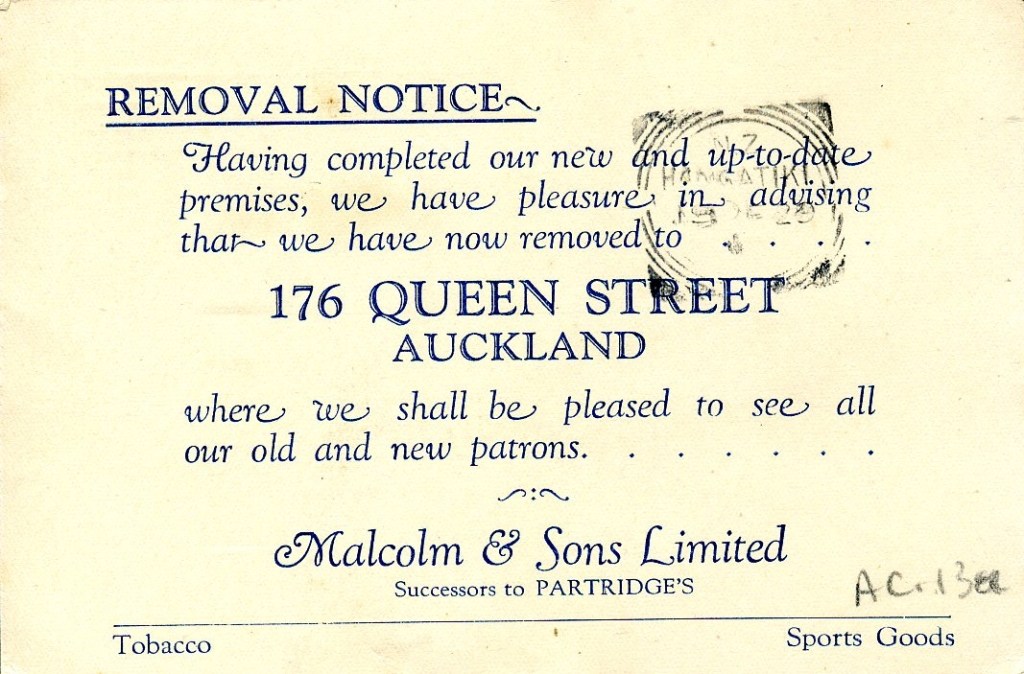 REMOVAL NOTICE
Having completed our new and up-to-date
premises, we have pleasure in advising
that we have now removed to . . . .
176 QUEEN STREET
AUCKLAND
where we shall be pleased to see all
our old and new patrons. . . . . . .
Malcolm & Sons Limited
Successors to PARTRIDGE'S
Tobacco Sports Goods
N.Z
HANGATIKI